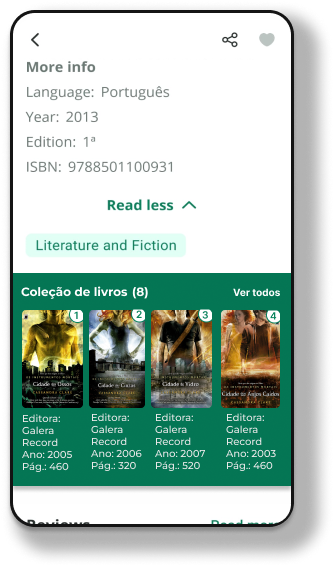 More info
Language: Português
Year: 2013
Edition: 1ª
ISBN: 9788501100931
Read less
Literature and Fiction
Coleção de livros (8)
Ver todos
1
2
3
4
Cidade dos Ossos
CASSANDRA CLARE
Cidade das Cinzas
Cidade de Vidro
Cidade dos Anjos Caídos
CASSANDRA CLARE
Editora:
Galera
Record
Ano: 2005
Pág.: 460
Editora:
Galera
Record
Ano: 2006
Pág.: 320
Editora:
Galera
Record
Ano: 2007
Pág.: 520
Editora:
Galera
Record
Ano: 2003
Pág.: 460
Reviews
Read more